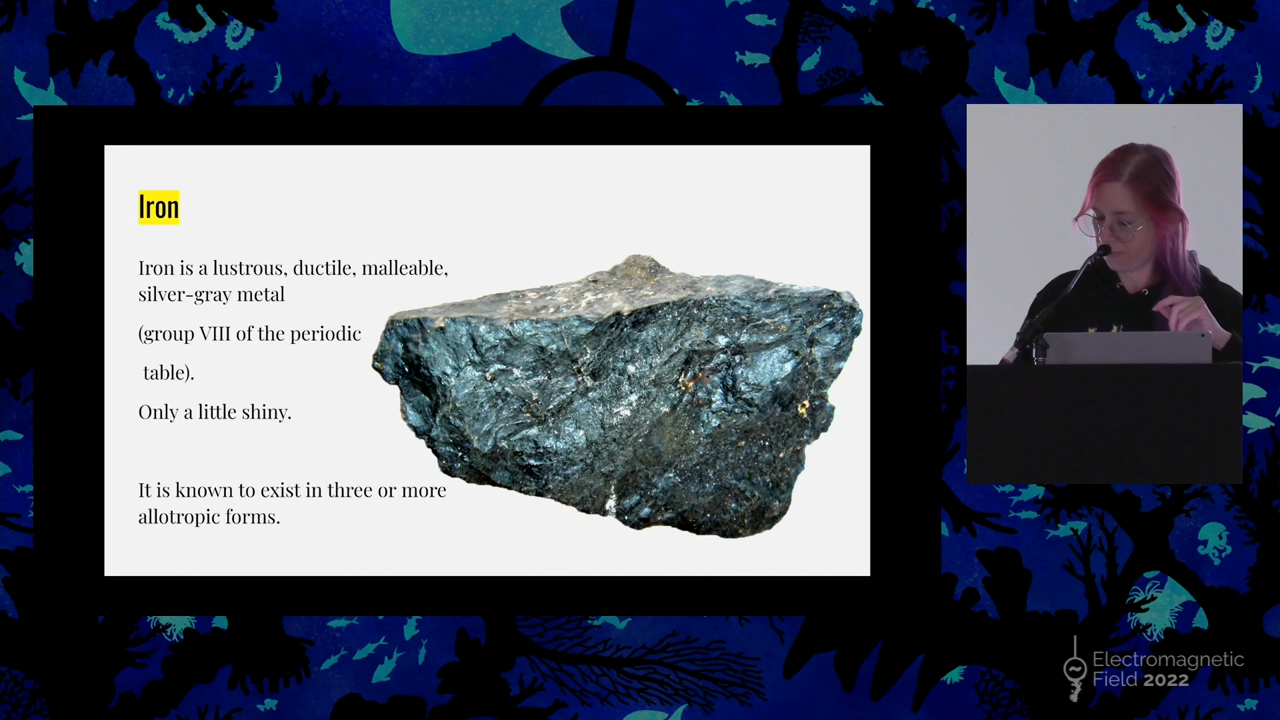 Iron
Iron is a lustrous, ductile, malleable,
silver-gray metal
(group VIII of the periodic
table).
Only a little shiny.
It is known to exist in three or more
allotropic forms.
Electromagnetic
Field 2022